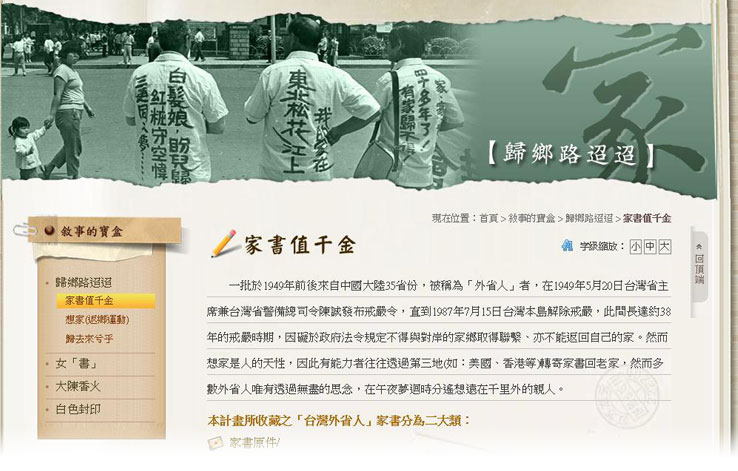 白髮娘，盼兒歸
紅粧守空幃
我的家在
東北松花江上
家，家，
四十多年了！
有家歸不得
家
【歸鄉路迢迢】
敘事的寶盒
現在位置：首頁 > 敘事的寶盒 > 歸鄉路迢迢 > 家書值千金
家書值千金
字級縮放：小 中 大
回頂端
歸鄉路迢迢
家書值千金
想家(返鄉運動)
歸去來兮乎
女「書」
大陳香火
白色封印
一批於1949年前後來自中國大陸35省份，被稱為「外省人」者，在1949年5月20日台灣省主
席兼台灣省警備總司令陳誠發布戒嚴令，直到1987年7月15日台灣本島解除戒嚴，此間長達約38
年的戒嚴時期，因礙於政府法令規定不得與對岸的家鄉取得聯繫、亦不能返回自己的家。然而
想家是人的天性，因此有能力者往往透過第三地(如：美國、香港等)轉寄家書回老家，然而多
數外省人唯有透過無盡的思念，在午夜夢迴時分遙想遠在千里外的親人。
本計畫所收藏之「台灣外省人」家書分為二大類：
家書原件/